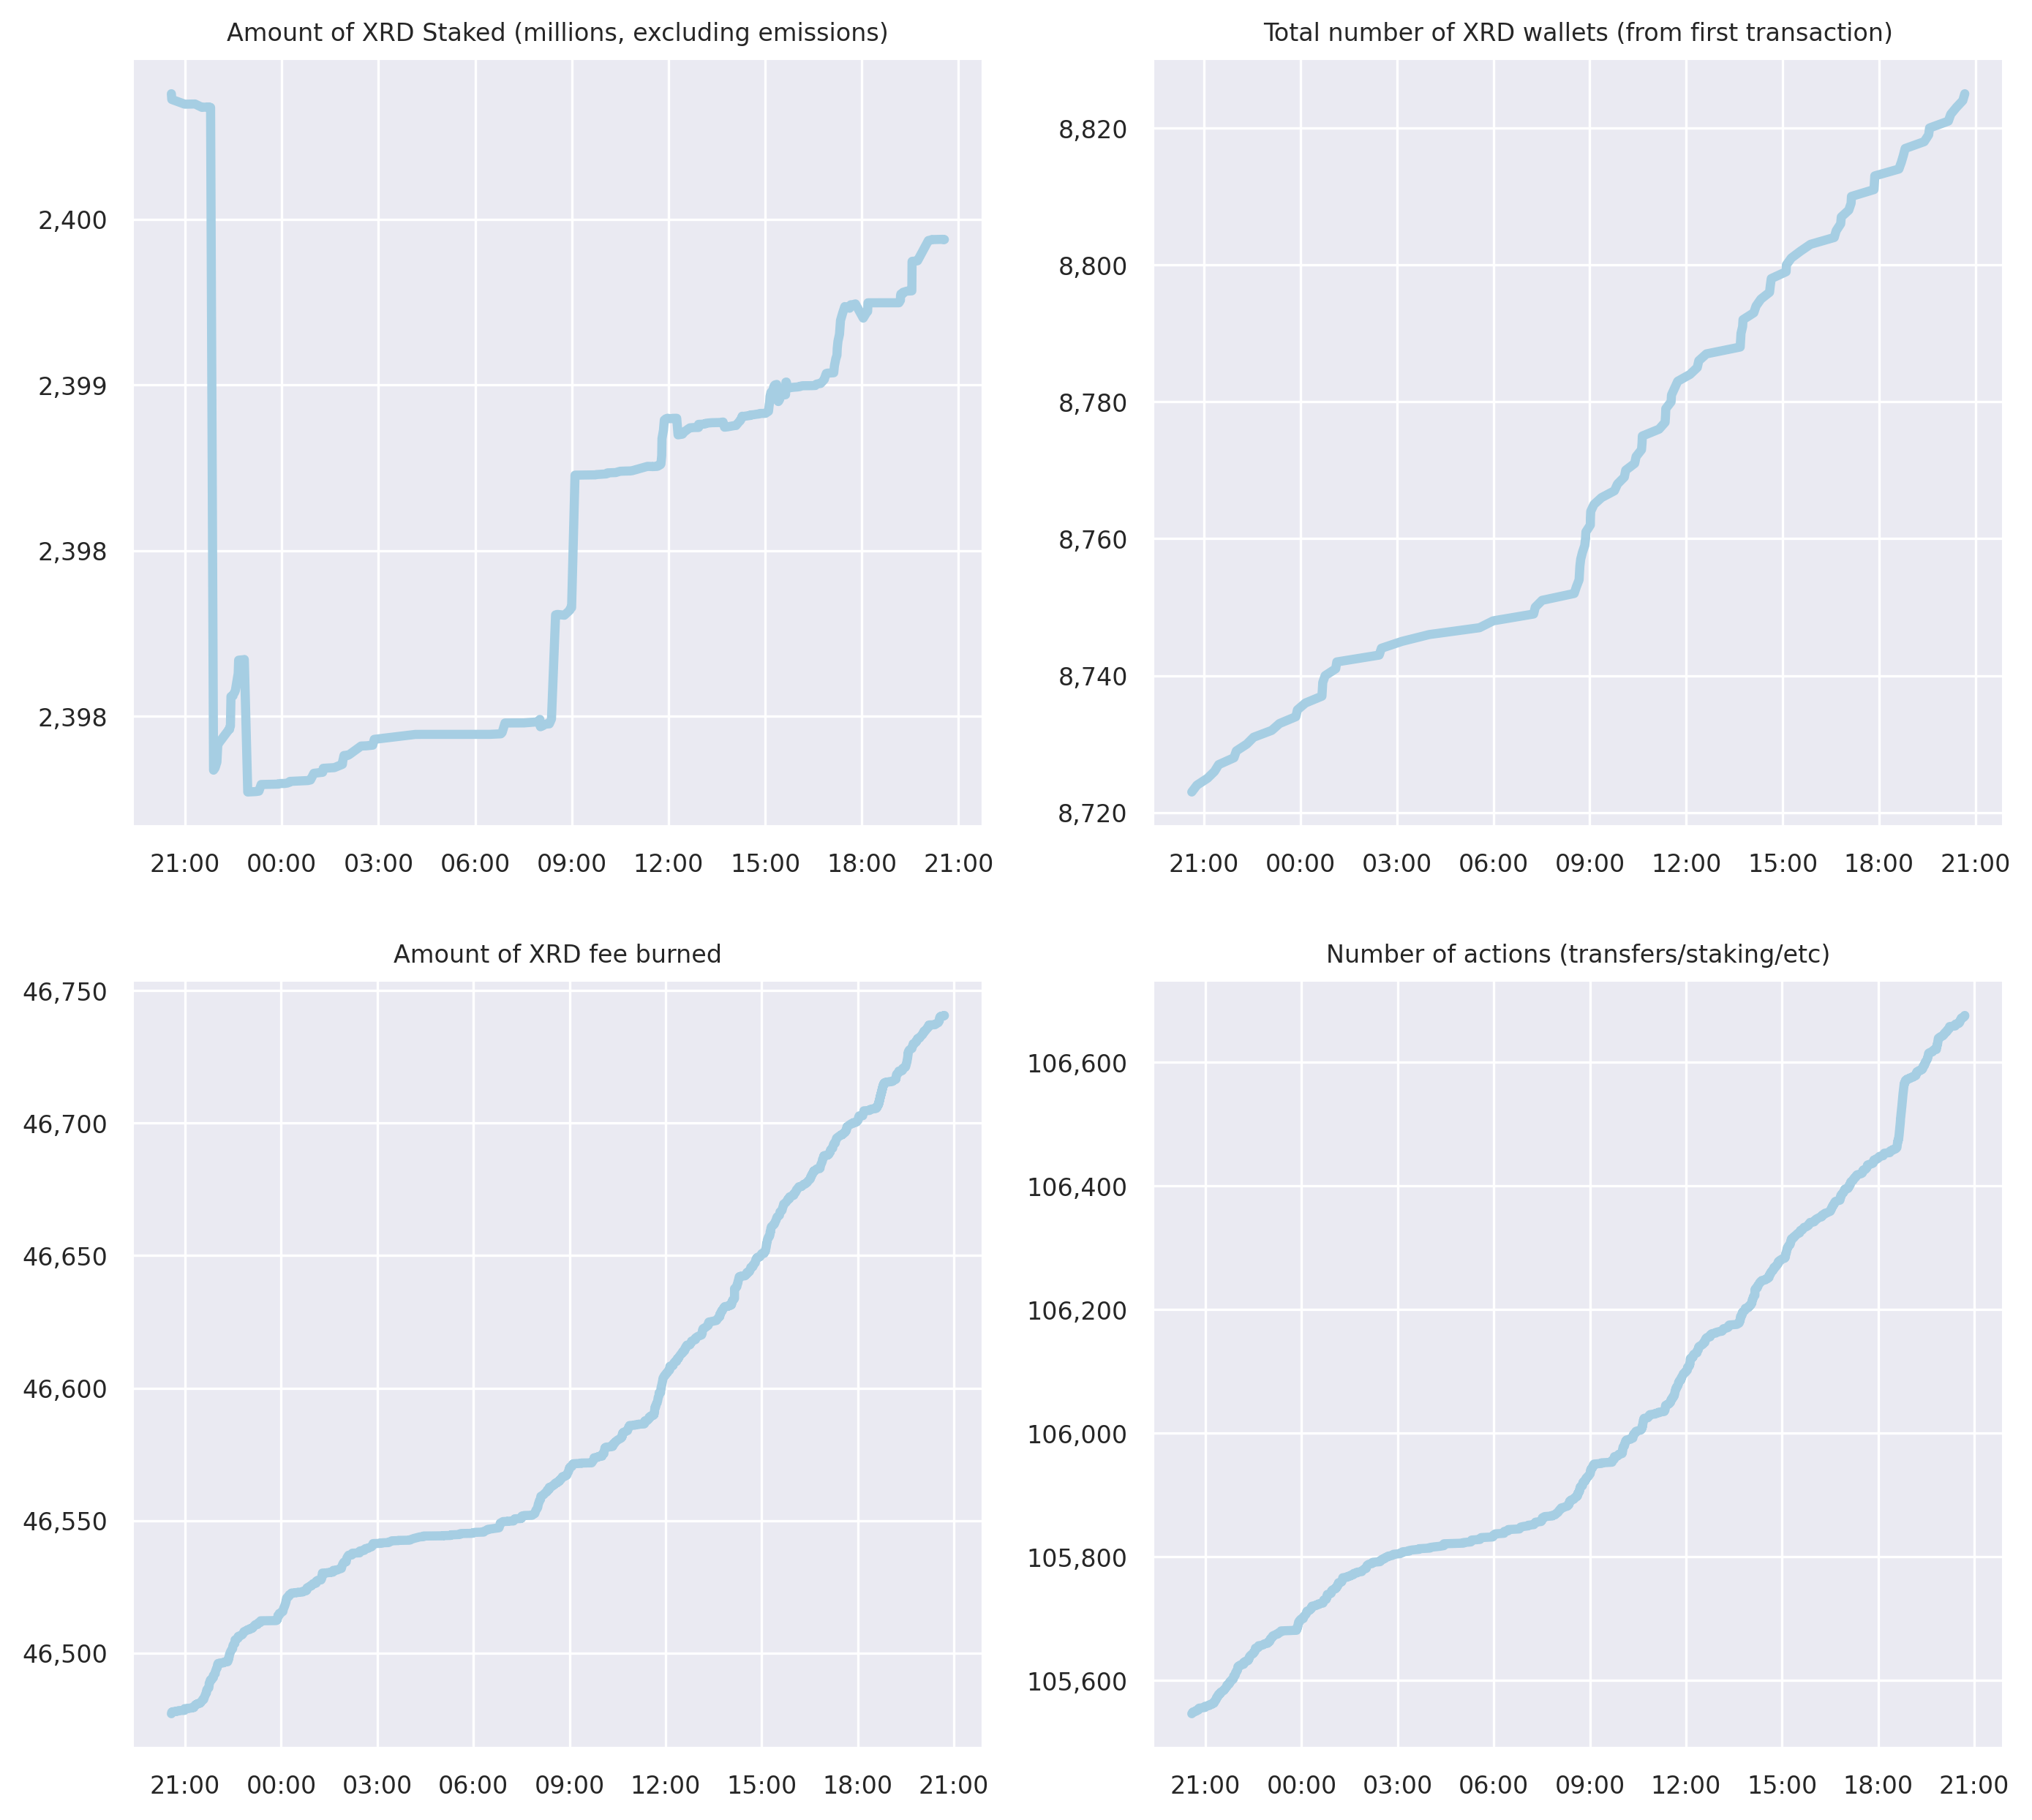 Amount of XRD Staked (millions, excluding emissions)
2,400
2,399
2,398
2,398
21:00 00:00 03:00 06:00 09:00 12:00 15:00 18:00 21:00
Total number of XRD wallets (from first transaction)
8,820
8,800
8,780
8,760
8,740
8,720
21:00 00:00 03:00 06:00 09:00 12:00 15:00 18:00 21:00
Amount of XRD fee burned
46,750
46,700
46,650
46,600
46,550
46,500
21:00 00:00 03:00 06:00 09:00 12:00 15:00 18:00 21:00
Number of actions (transfers/staking/etc)
106,600
106,400
106,200
106,000
105,800
105,600
21:00 00:00 03:00 06:00 09:00 12:00 15:00 18:00 21:00